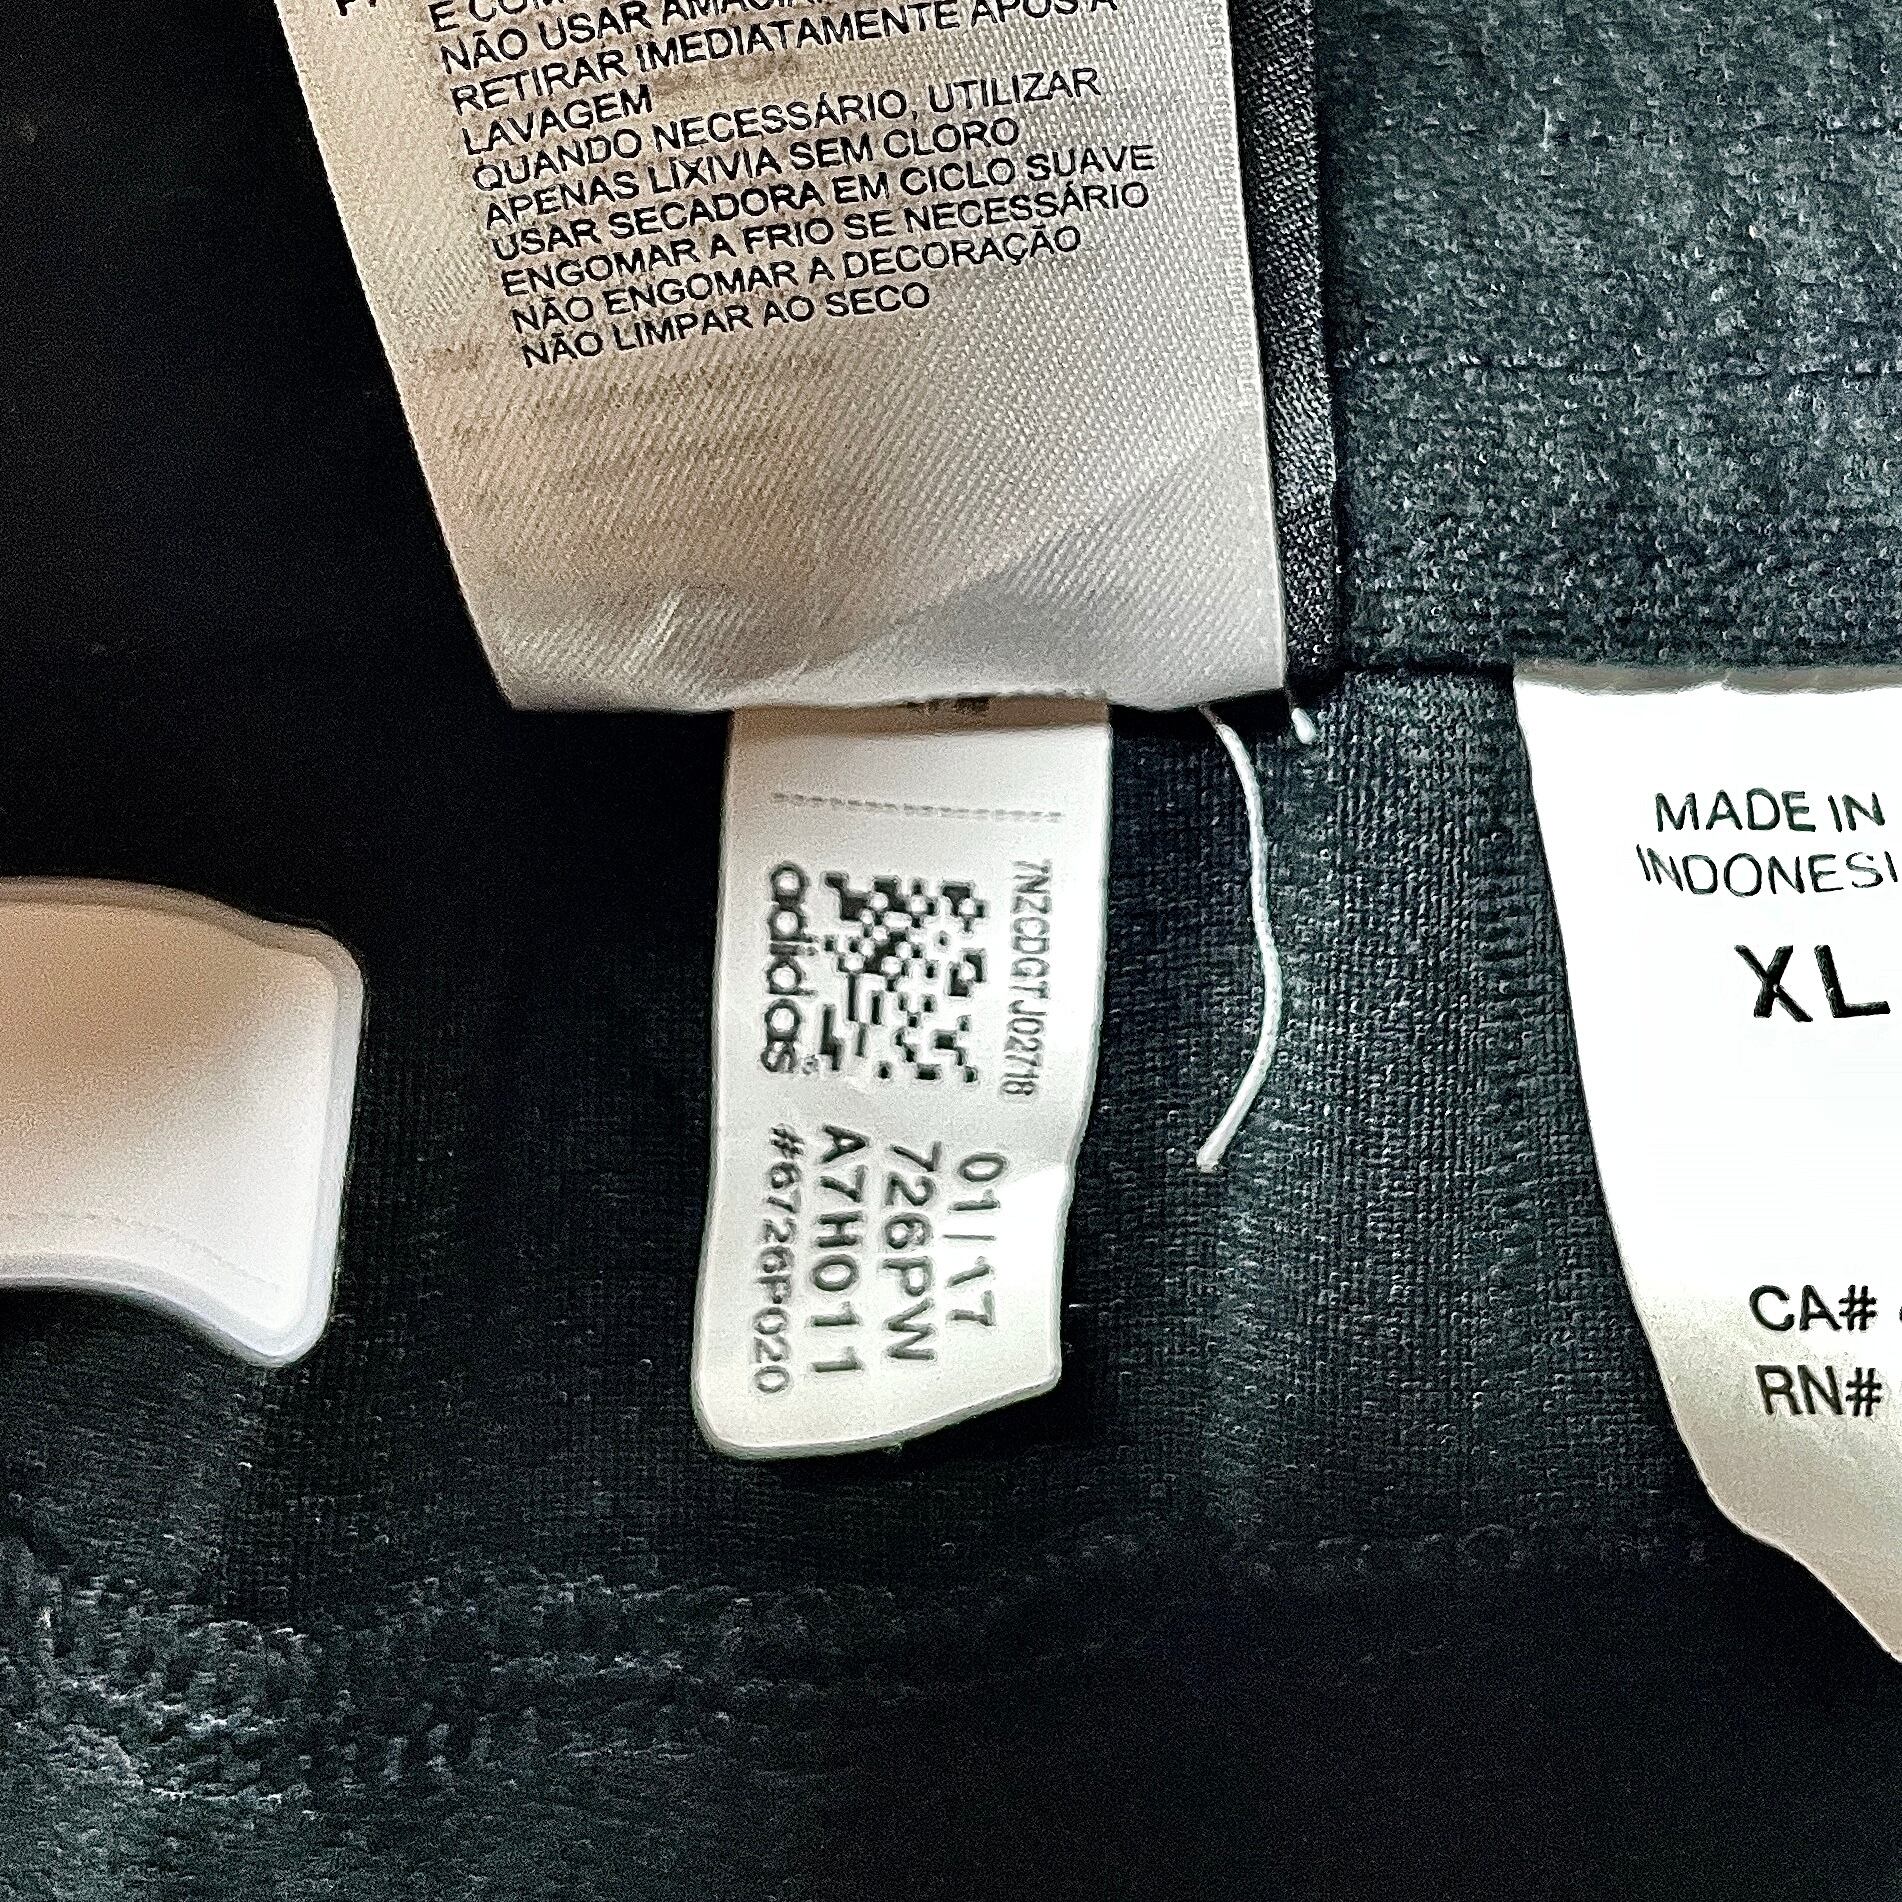 NÃO USAR
RETIRAR IMEDIATAMENTE APÓS A
LAVAGEM
QUANDO NECESSÁRIO, UTILIZAR
APENAS LIXIVIA SEM CLORO
USAR SECADORA EM CICLO SUAVE
ENGOMAR A FRIO SE NECESSÁRIO
NÃO ENGOMAR A DECORAÇÃO
NÃO LIMPAR AO SECO
7NZCDGTJ02718
adidas
01/17
726PW
A7H011
#6726P020
MADE IN
INDONESI
XL
CA#
RN#